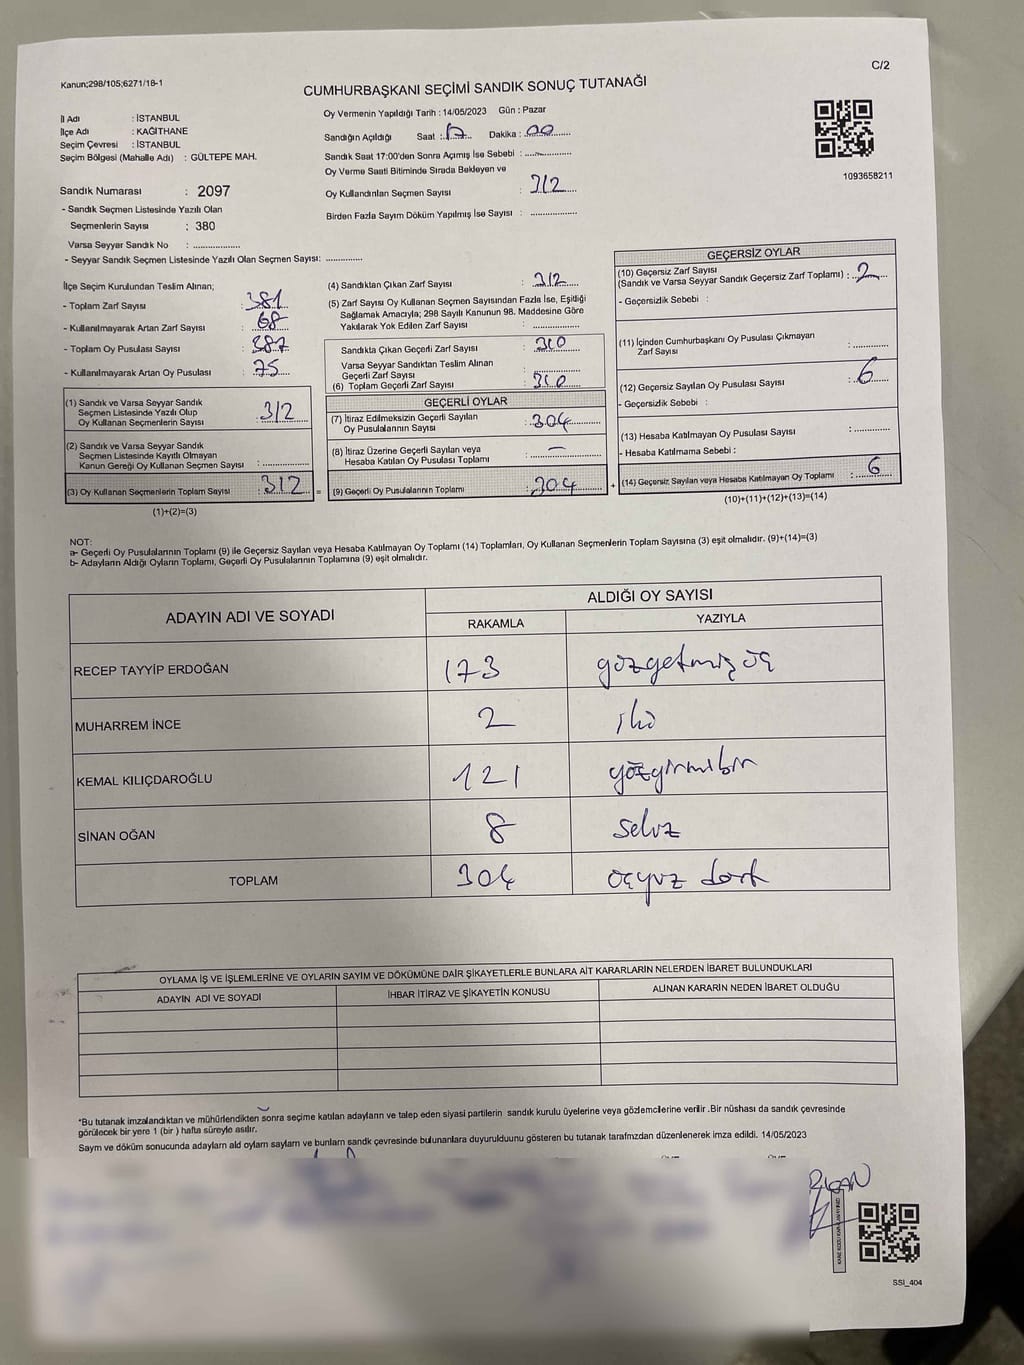 C/2
Kanun;298/105;6271/18-1
CUMHURBAŞKANI SEÇİMİ SANDIK SONUÇ TUTANAĞI
İl Adı : İSTANBUL
İlçe Adı : KAĞITHANE
Seçim Çevresi : İSTANBUL
Seçim Bölgesi (Mahalle Adı) : GÜLTEPE MAH.
Sandık Numarası : 2097
- Sandık Seçmen Listesinde Yazılı Olan
Seçmenlerin Sayısı : 380
Varsa Seyyar Sandık No : ...................
- Seyyar Sandık Seçmen Listesinde Yazılı Olan Seçmen Sayısı: ..............
Oy Vermenin Yapıldığı Tarih : 14/05/2023 Gün : Pazar
Sandığın Açıldığı Saat : 17 Dakika : 00
Sandık Saat 17:00'den Sonra Açımış İse Sebebi : ..................
Oy Verme Saati Bitiminde Sırada Bekleyen ve
Oy Kullandırılan Seçmen Sayısı : 312
Birden Fazla Sayım Döküm Yapılmış İse Sayısı : ..................
1093658211
İlçe Seçim Kurulundan Teslim Alınan;
- Toplam Zarf Sayısı : 381
- Kullanılmayarak Artan Zarf Sayısı : 68
- Toplam Oy Pusulası Sayısı : 387
- Kullanılmayarak Artan Oy Pusulası : 75
(1) Sandık ve Varsa Seyyar Sandık
Seçmen Listesinde Yazılı Olup
Oy Kullanan Seçmenlerin Sayısı : 312
(2) Sandık ve Varsa Seyyar Sandık
Seçmen Listesinde Kayıtlı Olmayan
Kanun Gereği Oy Kullanan Seçmen Sayısı : ..................
(3) Oy Kullanan Seçmenlerin Toplam Sayısı : 312
(1)+(2)=(3)
(4) Sandıktan Çıkan Zarf Sayısı : 312
(5) Zarf Sayısı Oy Kullanan Seçmen Sayısından Fazla İse, Eşitliği
Sağlamak Amacıyla; 298 Sayılı Kanunun 98. Maddesine Göre
Yakılarak Yok Edilen Zarf Sayısı : ..................
Sandıkta Çıkan Geçerli Zarf Sayısı : 310
Varsa Seyyar Sandıktan Teslim Alınan
Geçerli Zarf Sayısı : ..................
(6) Toplam Geçerli Zarf Sayısı : 310
GEÇERLİ OYLAR
(7) İtiraz Edilmeksizin Geçerli Sayılan
Oy Pusulalarının Sayısı : 304
(8) İtiraz Üzerine Geçerli Sayılan veya
Hesaba Katılan Oy Pusulası Toplamı : —
= (9) Geçerli Oy Pusulalarının Toplamı : 304
GEÇERSİZ OYLAR
(10) Geçersiz Zarf Sayısı
(Sandık ve Varsa Seyyar Sandık Geçersiz Zarf Toplamı) : 2
- Geçersizlik Sebebi :
(11) İçinden Cumhurbaşkanı Oy Pusulası Çıkmayan
Zarf Sayısı : ............
(12) Geçersiz Sayılan Oy Pusulası Sayısı : 6
- Geçersizlik Sebebi :
(13) Hesaba Katılmayan Oy Pusulası Sayısı : ............
- Hesaba Katılmama Sebebi :
+ (14) Geçersiz Sayılan veya Hesaba Katılmayan Oy Toplamı : 6
(10)+(11)+(12)+(13)=(14)
NOT:
a- Geçerli Oy Pusulalarının Toplamı (9) ile Geçersiz Sayılan veya Hesaba Katılmayan Oy Toplamı (14) Toplamları, Oy Kullanan Seçmenlerin Toplam Sayısına (3) eşit olmalıdır. (9)+(14)=(3)
b- Adayların Aldığı Oyların Toplamı, Geçerli Oy Pusulalarının Toplamına (9) eşit olmalıdır.
ADAYIN ADI VE SOYADI ALDIĞI OY SAYISI
RAKAMLA YAZIYLA
RECEP TAYYİP ERDOĞAN 173 yüzyetmiş üç
MUHARREM İNCE 2 iki
KEMAL KILIÇDAROĞLU 121 yüzyirmibir
SİNAN OĞAN 8 sekiz
TOPLAM 304 üçyüz dört
OYLAMA İŞ VE İŞLEMLERİNE VE OYLARIN SAYIM VE DÖKÜMÜNE DAİR ŞİKAYETLERLE BUNLARA AİT KARARLARIN NELERDEN İBARET BULUNDUKLARI
ADAYIN ADI VE SOYADI İHBAR İTİRAZ VE ŞİKAYETİN KONUSU ALINAN KARARIN NEDEN İBARET OLDUĞU
*Bu tutanak imzalandıktan ve mühürlendikten sonra seçime katılan adayların ve talep eden siyasi partilerin sandık kurulu üyelerine veya gözlemcilerine verilir .Bir nüshası da sandık çevresinde
görülecek bir yere 1 (bir ) hafta süreyle asılır.
Sayım ve döküm sonucunda adayların ald oyların saylarn ve bunların sandk çevresinde bulunanlara duyurulduunu gösteren bu tutanak tarafmzdan düzenlenerek imza edildi. 14/05/2023
SSI_404